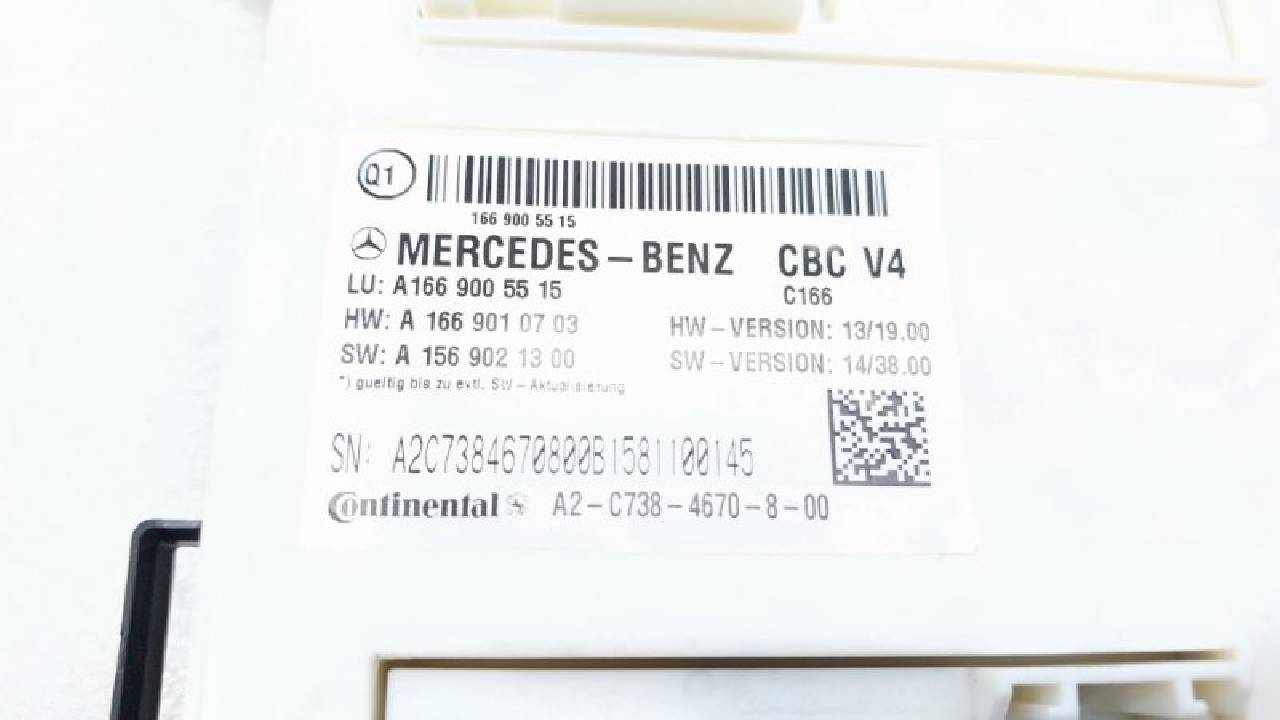 Q1
166 900 55 15
MERCEDES-BENZ CBC V4
LU: A166 900 55 15 C166
HW: A 166 901 07 03 HW-VERSION: 13/19.00
SW: A 156 902 13 00 SW-VERSION: 14/38.00
*) gueltig bis zu evtl. SW-Aktualisierung
SN: A2C7384670800B1581100145
Continental A2-C738-4670-8-00